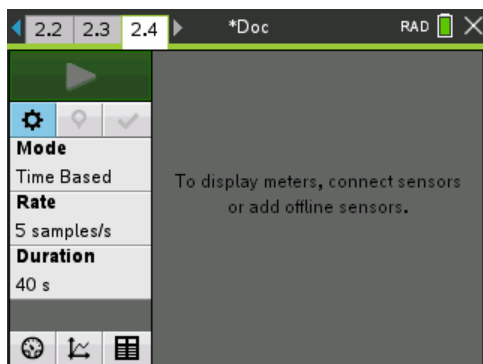 2.2 2.3 2.4 *Doc RAD
Mode
Time Based
Rate
5 samples/s
Duration
40 s
To display meters, connect sensors
or add offline sensors.